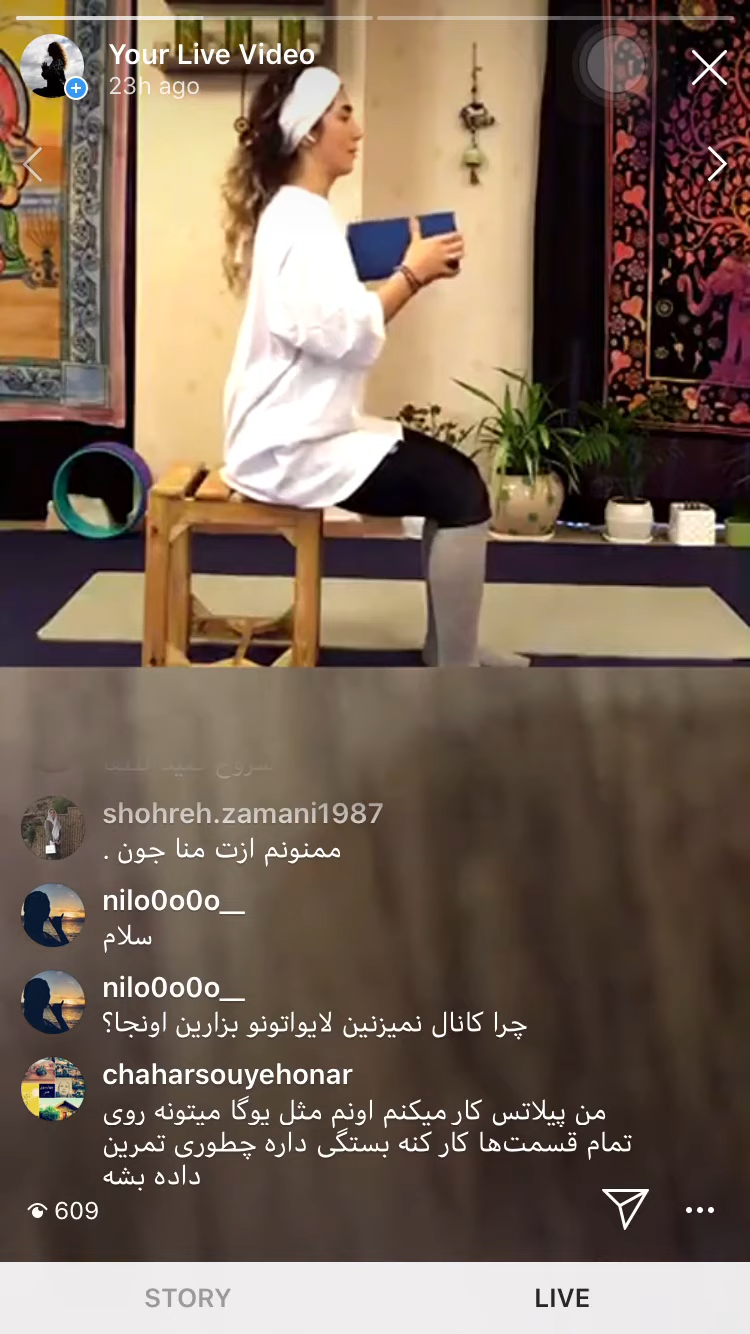 Your Live Video
23h ago
shohreh.zamani1987
ممنونم ازت منا جون .
nilo0o0o__
سلام
nilo0o0o__
چرا کانال نمیزنین لایواتونو بزارین اونجا؟
chaharsouyehonar
من پیلاتس کار میکنم اونم مثل یوگا میتونه روی
تمام قسمت‌ها کار کنه بستگی داره چطوری تمرین
داده بشه
609
STORY
LIVE